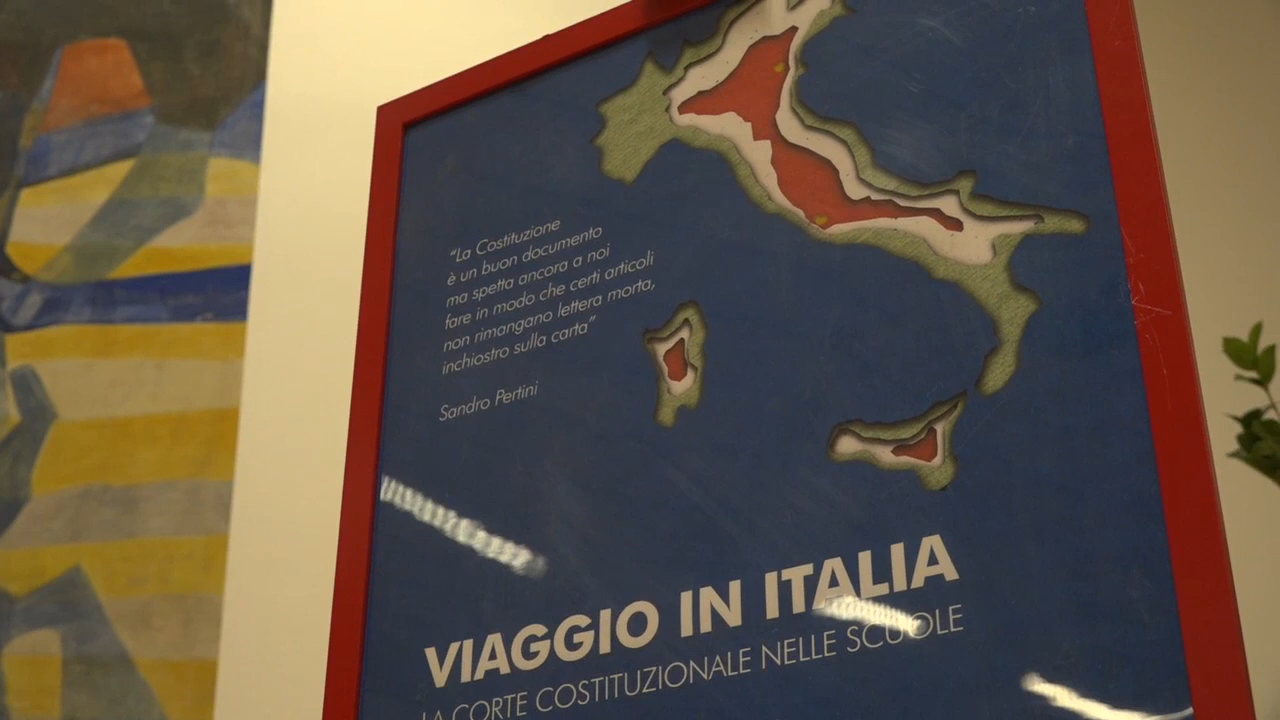 “La Costituzione
è un buon documento
ma spetta ancora a noi
fare in modo che certi articoli
non rimangano lettera morta,
inchiostro sulla carta”
Sandro Pertini
VIAGGIO IN ITALIA
LA CORTE COSTITUZIONALE NELLE SCUOLE